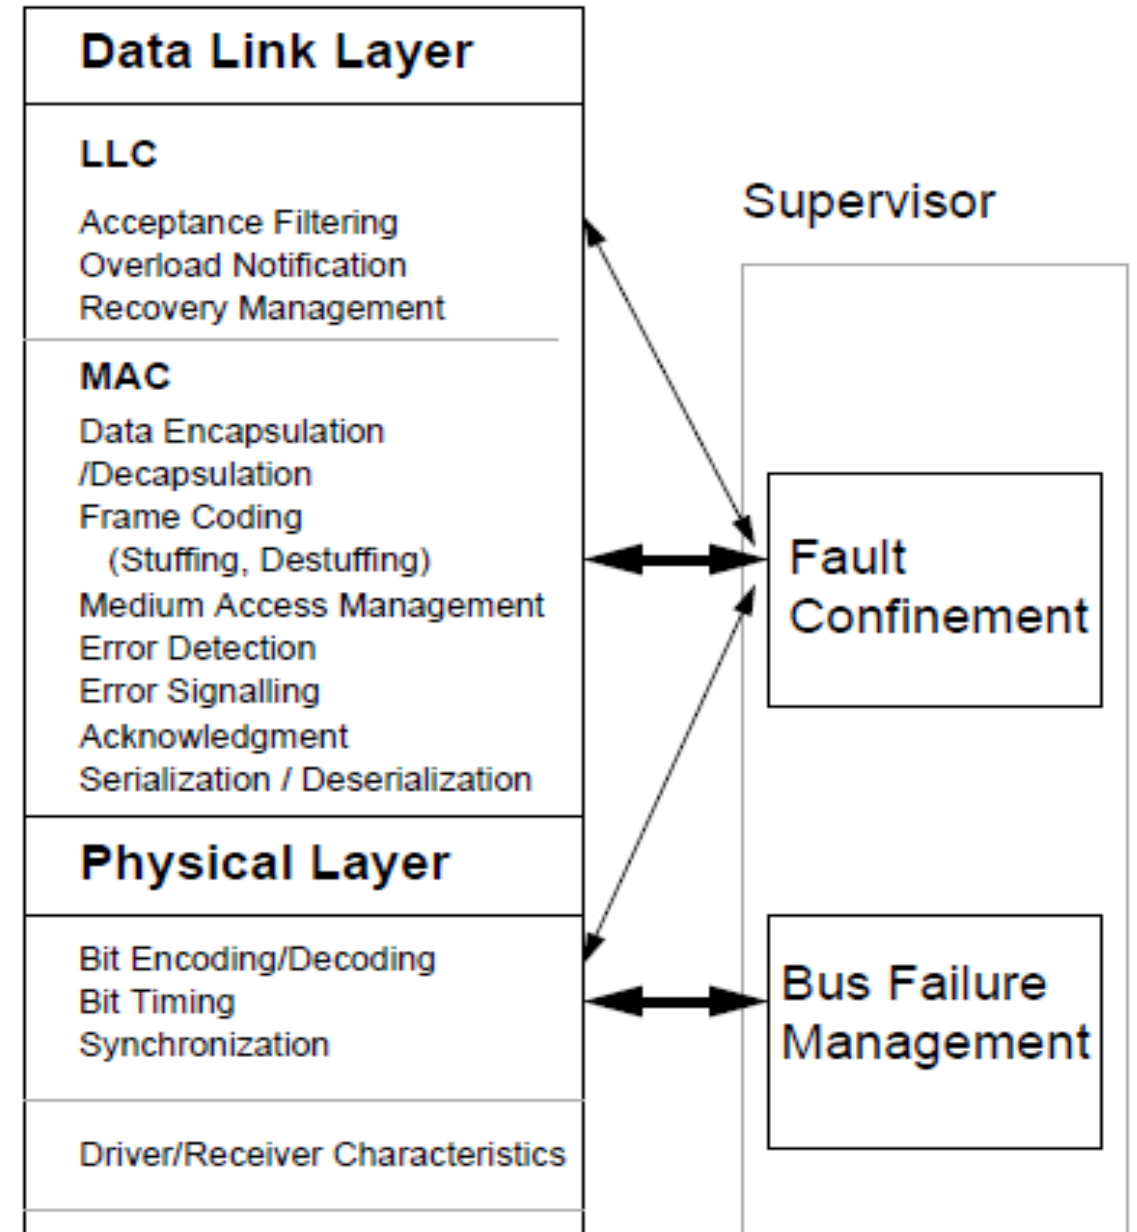 Data Link Layer
LLC
Acceptance Filtering
Overload Notification
Recovery Management
MAC
Data Encapsulation
/Decapsulation
Frame Coding
(Stuffing, Destuffing)
Medium Access Management
Error Detection
Error Signalling
Acknowledgment
Serialization / Deserialization
Physical Layer
Bit Encoding/Decoding
Bit Timing
Synchronization
Driver/Receiver Characteristics
Supervisor
Fault
Confinement
Bus Failure
Management